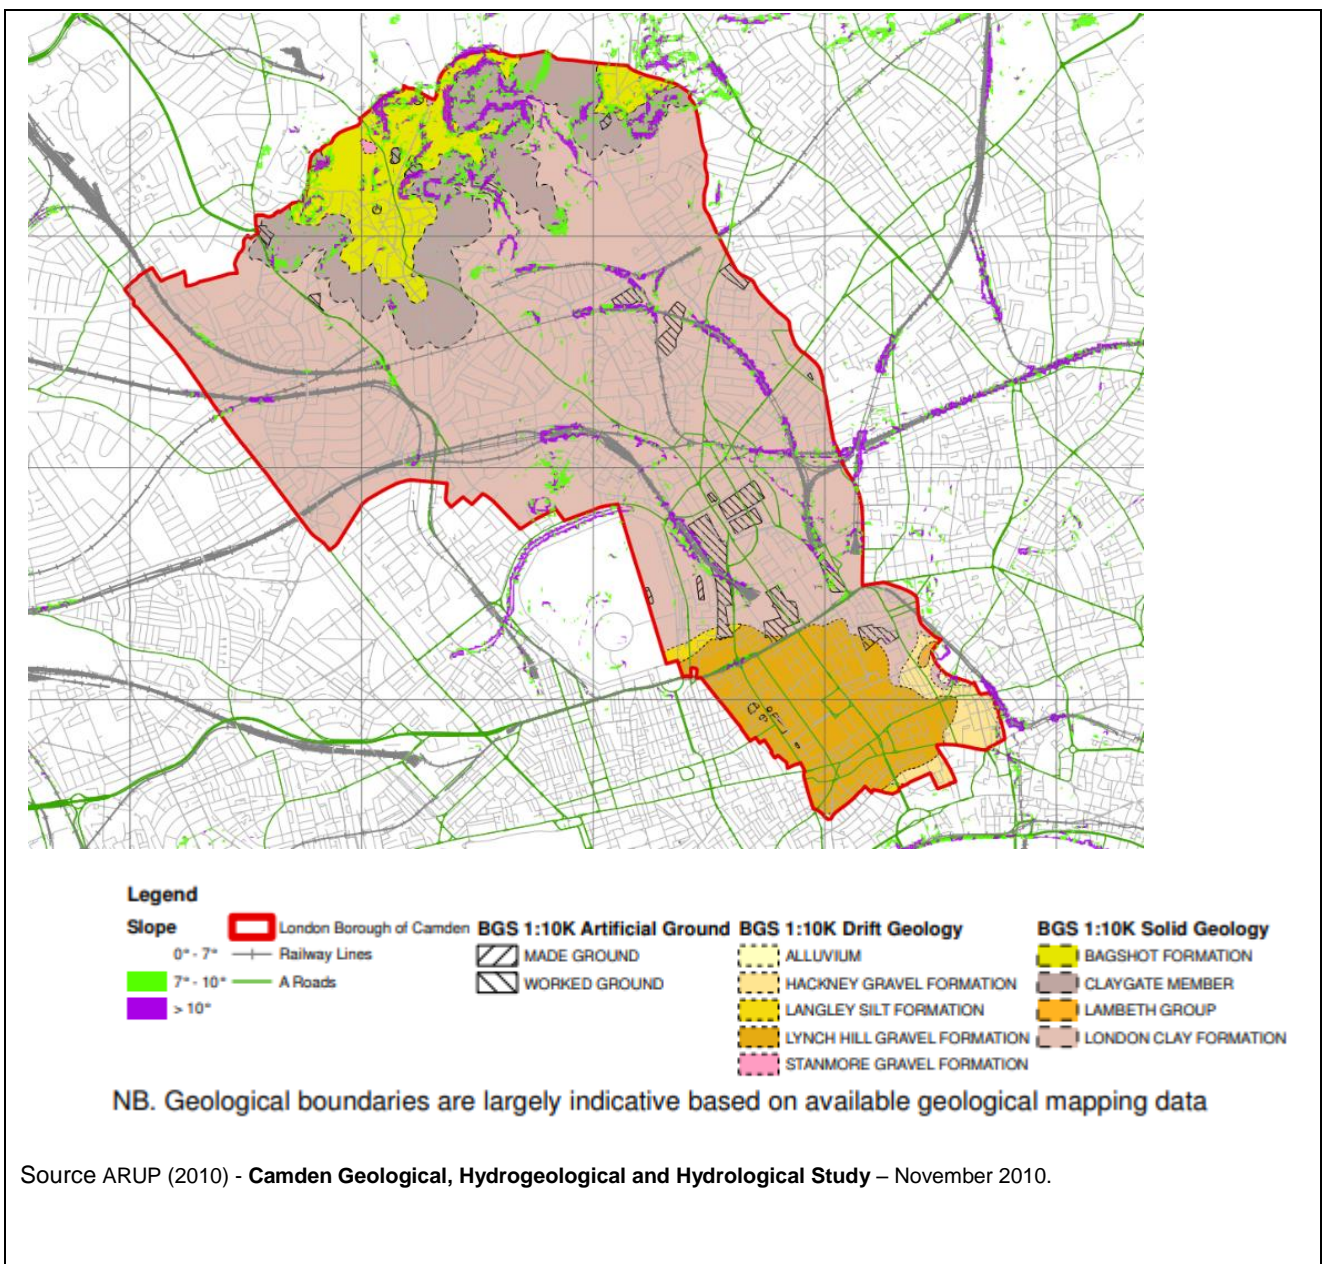 Legend
Slope
0° - 7°
7° - 10°
> 10°
London Borough of Camden
Railway Lines
A Roads
BGS 1:10K Artificial Ground
MADE GROUND
WORKED GROUND
BGS 1:10K Drift Geology
ALLUVIUM
HACKNEY GRAVEL FORMATION
LANGLEY SILT FORMATION
LYNCH HILL GRAVEL FORMATION
STANMORE GRAVEL FORMATION
BGS 1:10K Solid Geology
BAGSHOT FORMATION
CLAYGATE MEMBER
LAMBETH GROUP
LONDON CLAY FORMATION
NB. Geological boundaries are largely indicative based on available geological mapping data
Source ARUP (2010) - Camden Geological, Hydrogeological and Hydrological Study – November 2010.